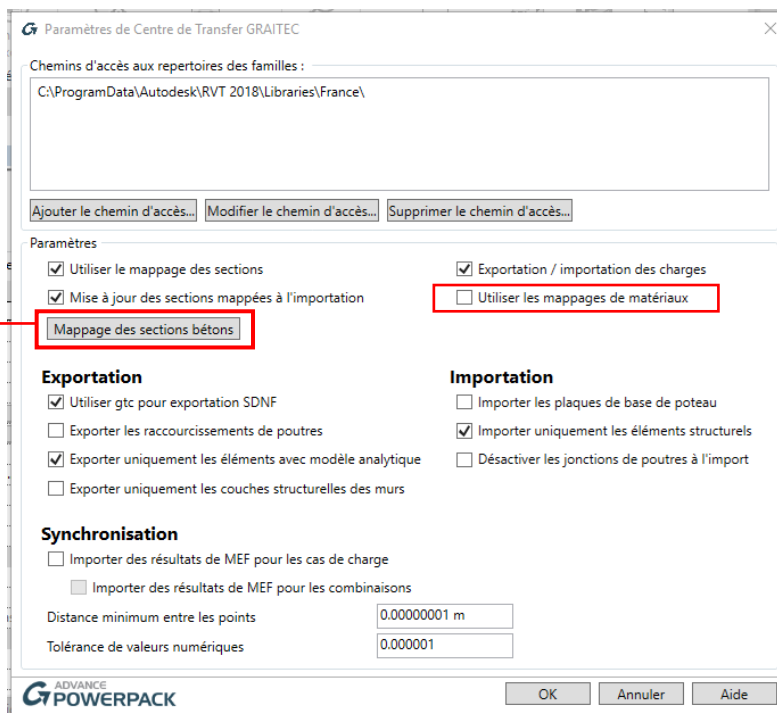 Paramètres de Centre de Transfer GRAITEC
Chemins d'accès aux repertoires des familles :
C:\ProgramData\Autodesk\RVT 2018\Libraries\France\
Ajouter le chemin d'accès... Modifier le chemin d'accès... Supprimer le chemin d'accès...
Paramètres
Utiliser le mappage des sections
Exportation / importation des charges
Mise à jour des sections mappées à l'importation
Utiliser les mappages de matériaux
Mappage des sections bétons
Exportation
Importation
Utiliser gtc pour exportation SDNF
Importer les plaques de base de poteau
Exporter les raccourcissements de poutres
Importer uniquement les éléments structurels
Exporter uniquement les éléments avec modèle analytique
Désactiver les jonctions de poutres à l'import
Exporter uniquement les couches structurelles des murs
Synchronisation
Importer des résultats de MEF pour les cas de charge
Importer des résultats de MEF pour les combinaisons
Distance minimum entre les points 0.00000001 m
Tolérance de valeurs numériques 0.000001
ADVANCE
POWERPACK
OK Annuler Aide